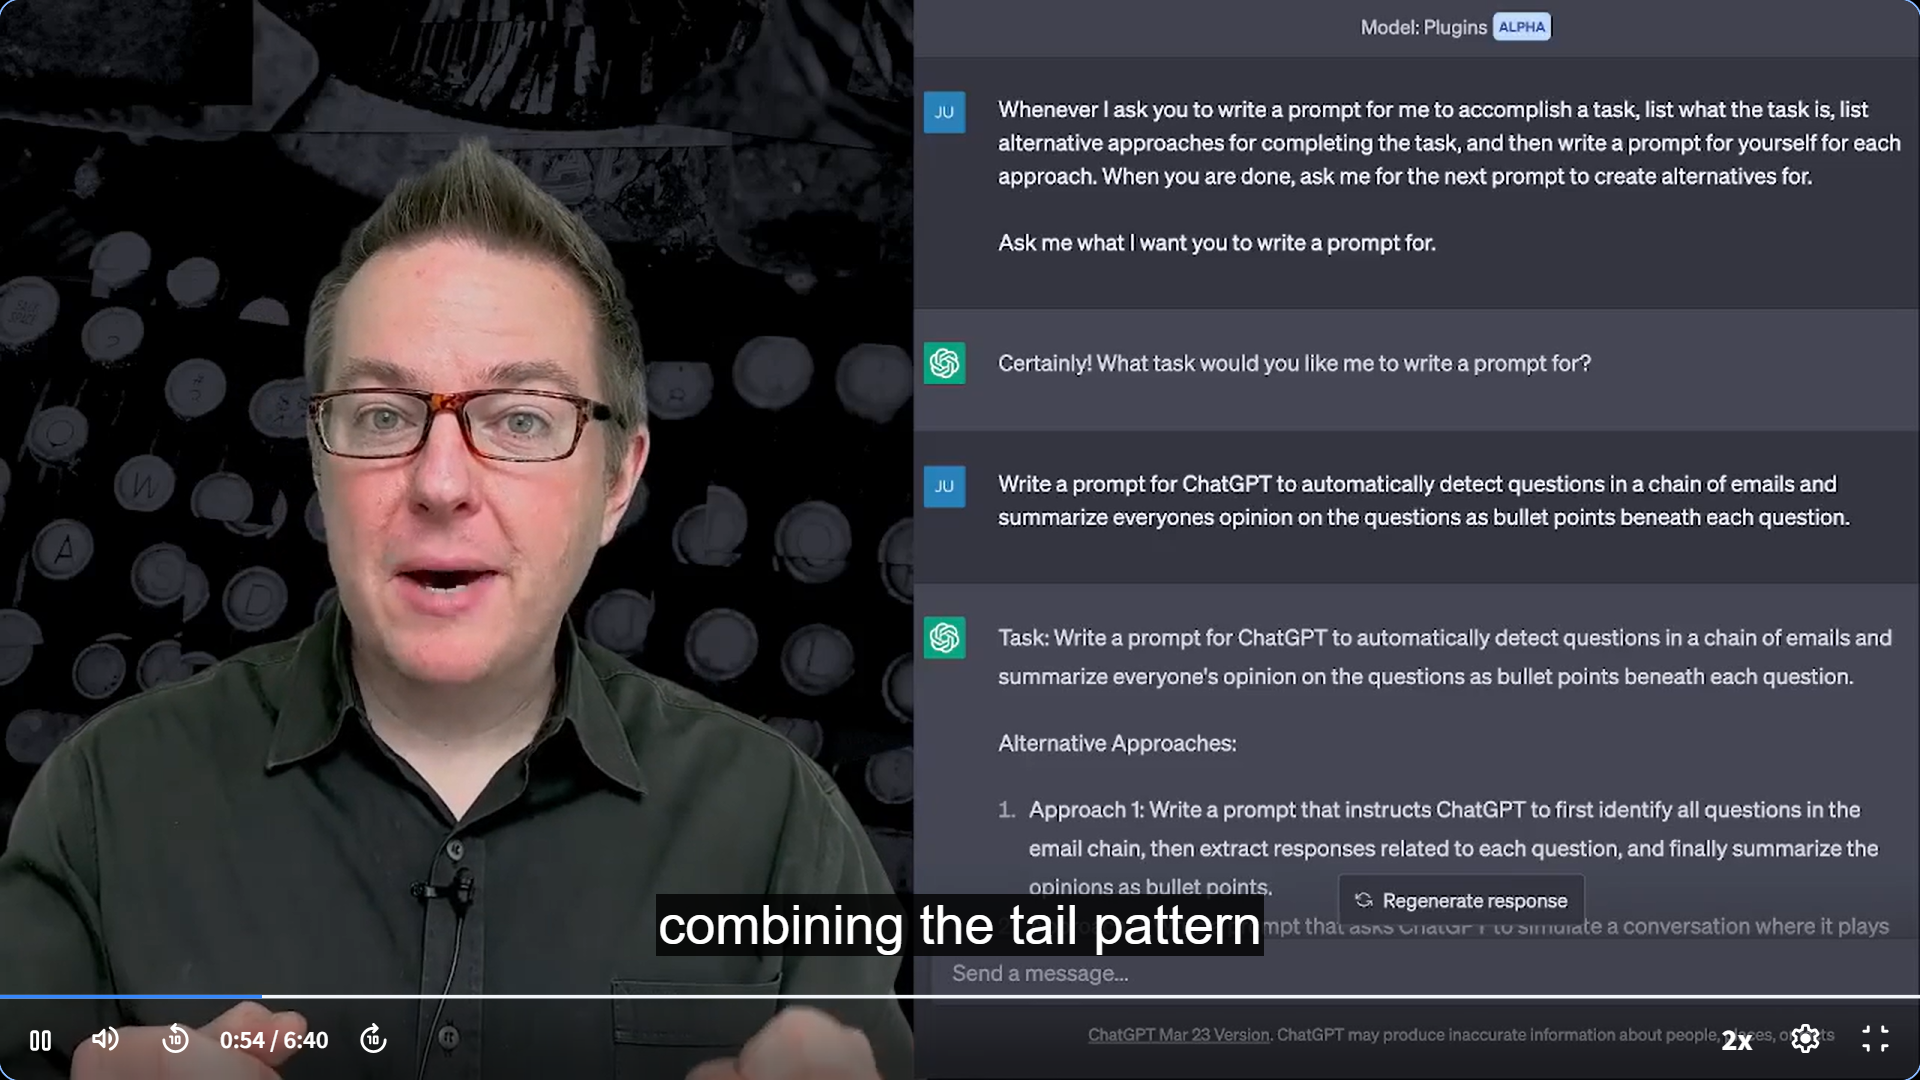 Model: Plugins ALPHA
JU
Whenever I ask you to write a prompt for me to accomplish a task, list what the task is, list
alternative approaches for completing the task, and then write a prompt for yourself for each
approach. When you are done, ask me for the next prompt to create alternatives for.
Ask me what I want you to write a prompt for.
Certainly! What task would you like me to write a prompt for?
JU
Write a prompt for ChatGPT to automatically detect questions in a chain of emails and
summarize everyones opinion on the questions as bullet points beneath each question.
Task: Write a prompt for ChatGPT to automatically detect questions in a chain of emails and
summarize everyone's opinion on the questions as bullet points beneath each question.
Alternative Approaches:
1. Approach 1: Write a prompt that instructs ChatGPT to first identify all questions in the
email chain, then extract responses related to each question, and finally summarize the
opinions as bullet points.
Regenerate response
that asks ChatGPT to simulate a conversation where it plays
combining the tail pattern
Send a message...
10
0:54 / 6:40
10
ChatGPT Mar 23 Version. ChatGPT may produce inaccurate information about people,
2x
W
A
S
D
O